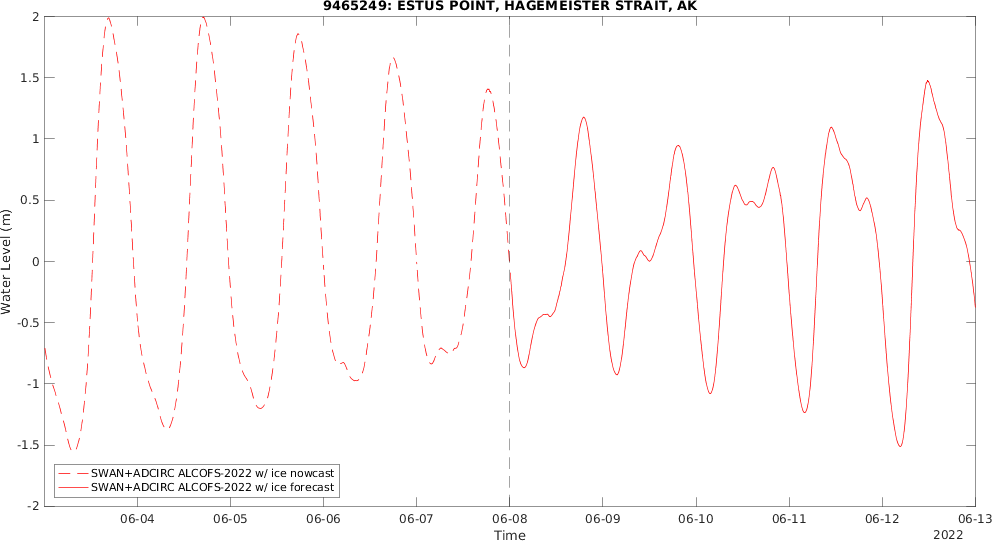 9465249: ESTUS POINT, HAGEMEISTER STRAIT, AK
2
1.5
1
0.5
0
-0.5
-1
-1.5
-2
Water Level (m)
SWAN+ADCIRC ALCOFS-2022 w/ ice nowcast
SWAN+ADCIRC ALCOFS-2022 w/ ice forecast
06-04 06-05 06-06 06-07 06-08 06-09 06-10 06-11 06-12 06-13
Time
2022